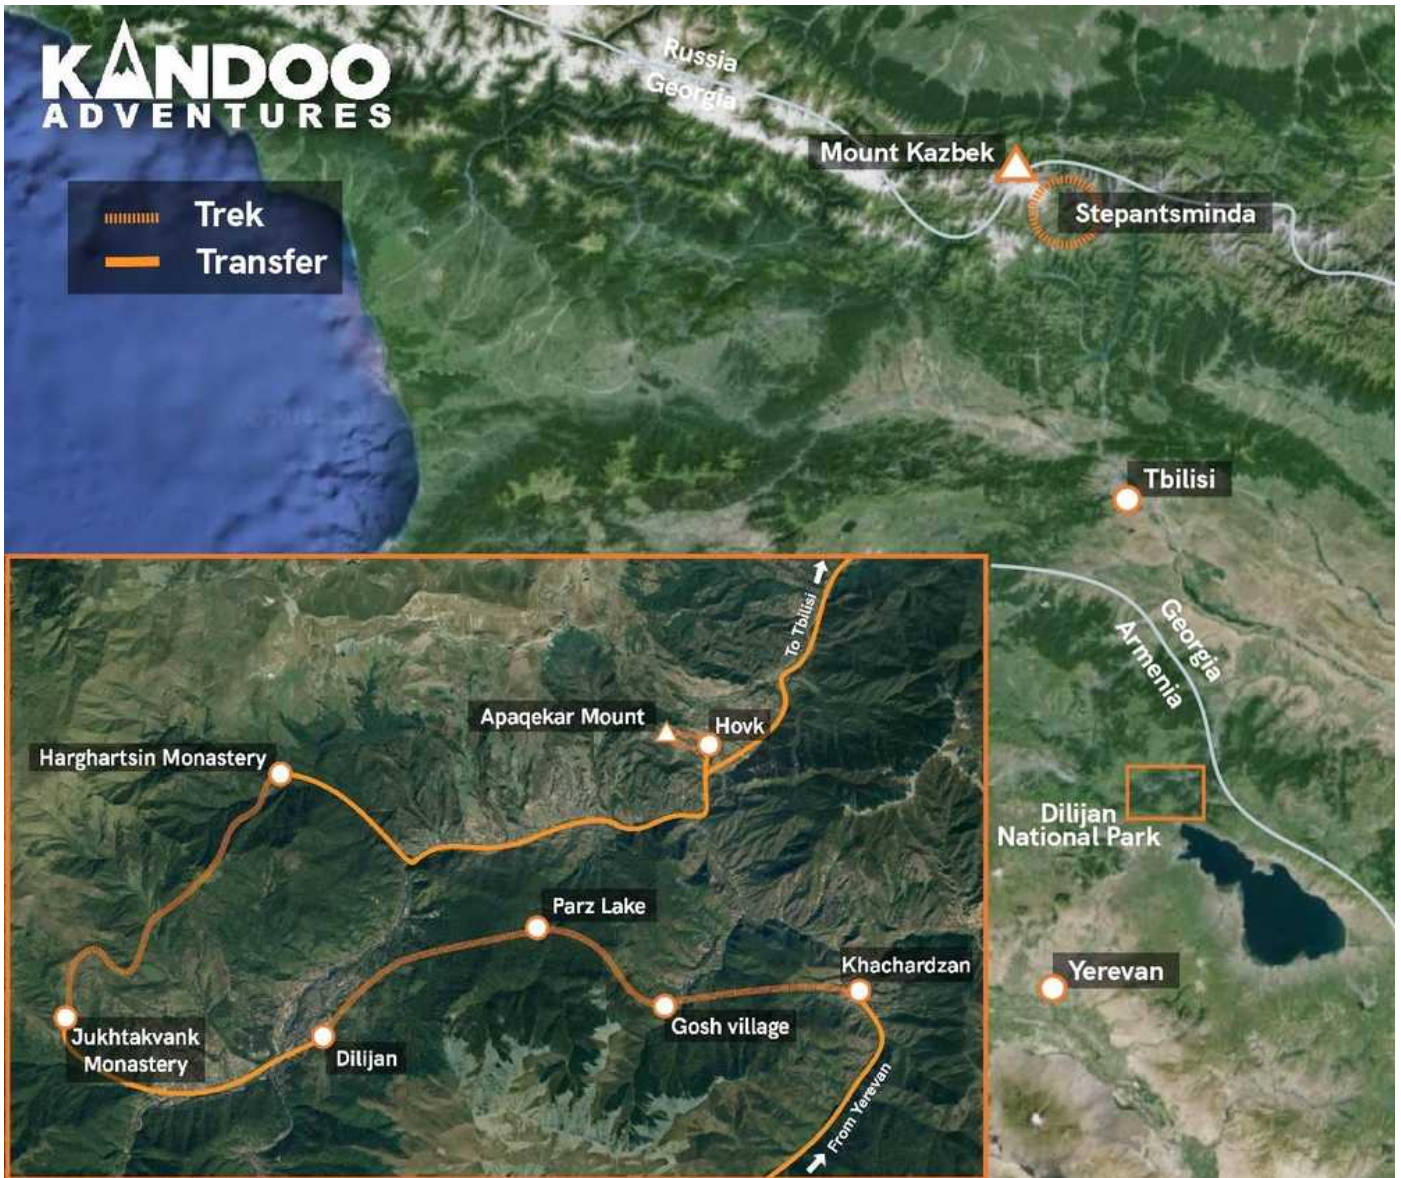 KANDOO
ADVENTURES
Trek
Transfer
Russia
Georgia
Mount Kazbek
Stepantsminda
Tbilisi
Georgia
Armenia
Dilijan
National Park
Yerevan
To Tbilisi
Apaqekar Mount
Hovk
Harghartsin Monastery
Parz Lake
Khachardzan
Gosh village
Jukhtakvank
Monastery
Dilijan
From Yerevan